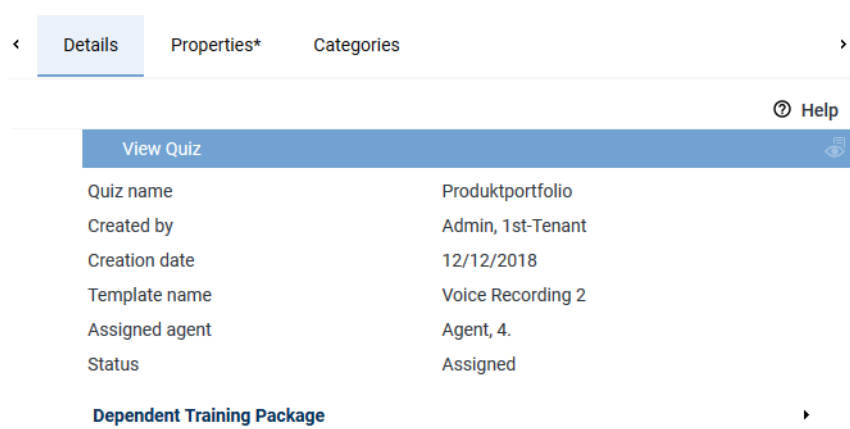 Details Properties* Categories
Help
View Quiz
Quiz name Produktportfolio
Created by Admin, 1st-Tenant
Creation date 12/12/2018
Template name Voice Recording 2
Assigned agent Agent, 4.
Status Assigned
Dependent Training Package